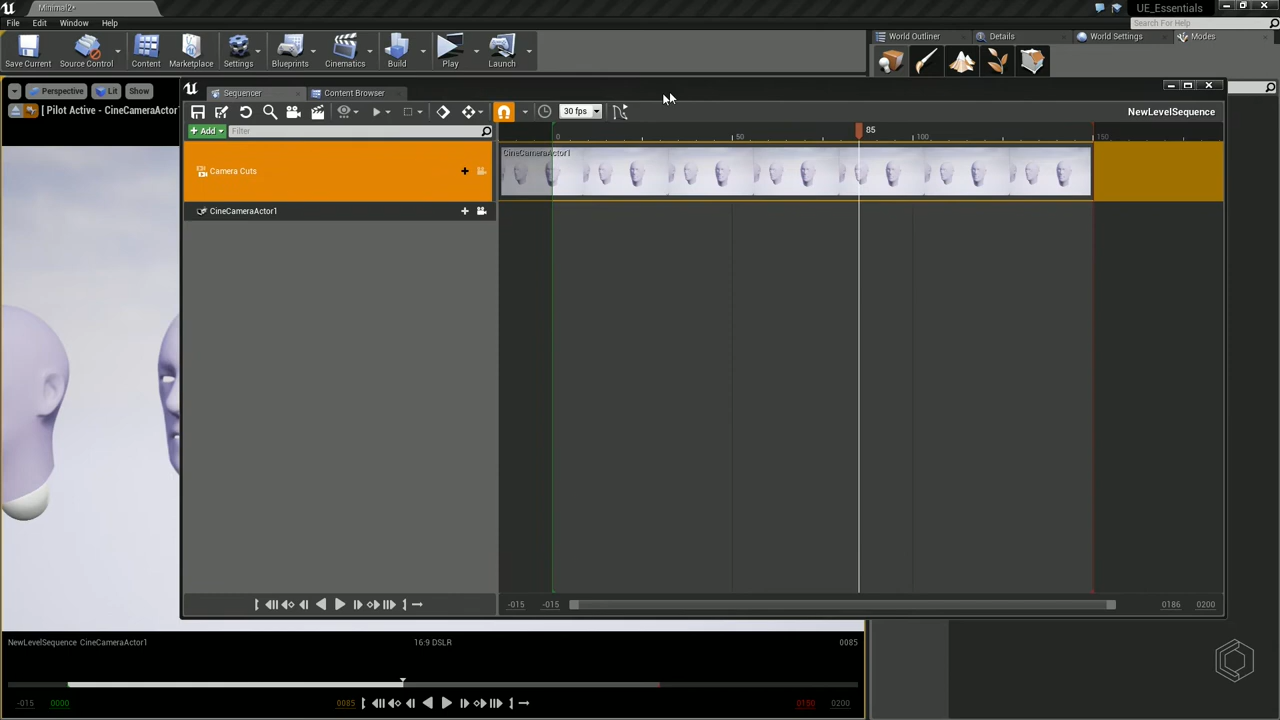 Minimal2*
UE_Essentials
File Edit Window Help
Search For Help
Save Current
Source Control
Content
Marketplace
Settings
Blueprints
Cinematics
Build
Play
Launch
World Outliner
Details
World Settings
Modes
Perspective
Lit
Show
[ Pilot Active - CineCameraActor
Sequencer
Content Browser
30 fps
NewLevelSequence
+ Add
Filter
0
50
85
100
150
Camera Cuts
CineCameraActor1
CineCameraActor1
-015
-015
0186
0200
NewLevelSequence CineCameraActor1
16:9 DSLR
0085
-015
0000
0085
0150
0200